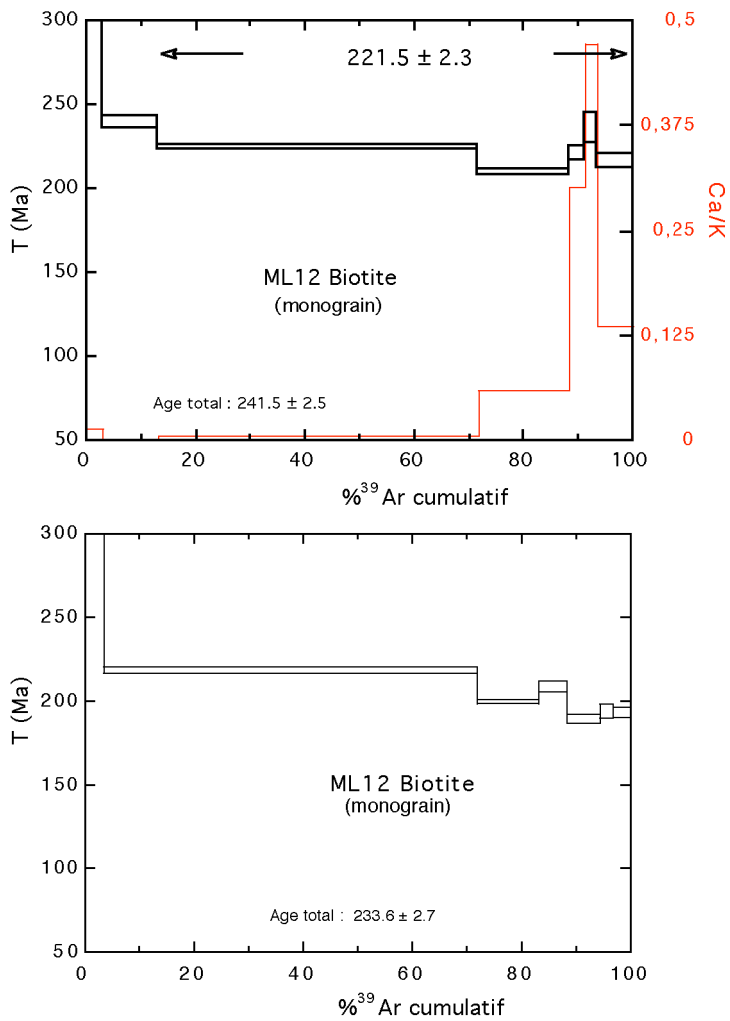 300
250
200
150
100
50
T (Ma)
221.5 ± 2.3
ML12 Biotite
(monograin)
Age total : 241.5 ± 2.5
0,5
0,375
0,25
0,125
0
Ca/K
0 20 40 60 80 100
%39 Ar cumulatif
300
250
200
150
100
50
T (Ma)
ML12 Biotite
(monograin)
Age total : 233.6 ± 2.7
0 20 40 60 80 100
%39 Ar cumulatif